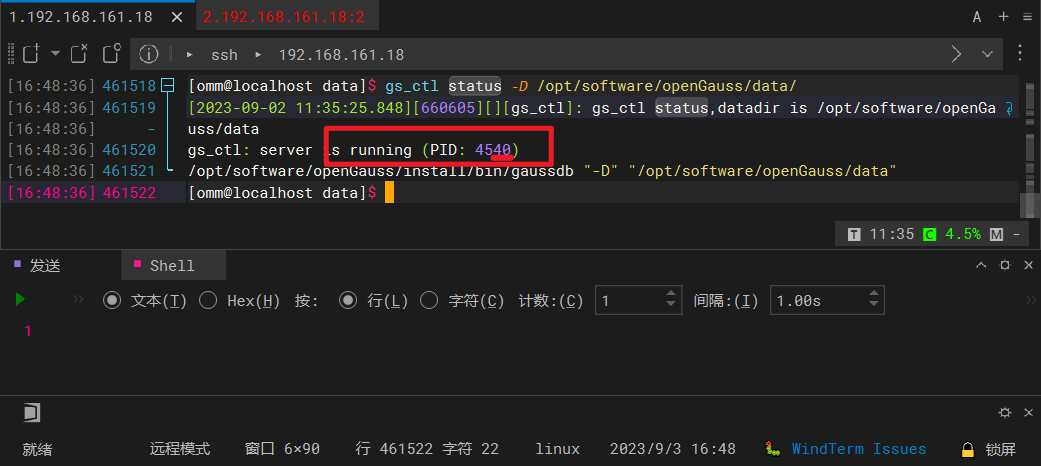 1.192.168.161.18 × 2.192.168.161.18:2 A + ≡
ssh 192.168.161.18
[16:48:36] 461518 [omm@localhost data]$ gs_ctl status -D /opt/software/openGauss/data/
[16:48:36] 461519 [2023-09-02 11:35:25.848][660605][][gs_ctl]: gs_ctl status,datadir is /opt/software/openGa
[16:48:36] - uss/data
[16:48:36] 461520 gs_ctl: server is running (PID: 4540)
[16:48:36] 461521 /opt/software/openGauss/install/bin/gaussdb "-D" "/opt/software/openGauss/data"
[16:48:36] 461522 [omm@localhost data]$
T 11:35 C 4.5% M -
发送 Shell
文本(T) Hex(H) 按: 行(L) 字符(C) 计数:(C) 1 间隔:(I) 1.00s
1
就绪 远程模式 窗口 6×90 行 461522 字符 22 linux 2023/9/3 16:48 WindTerm Issues 锁屏